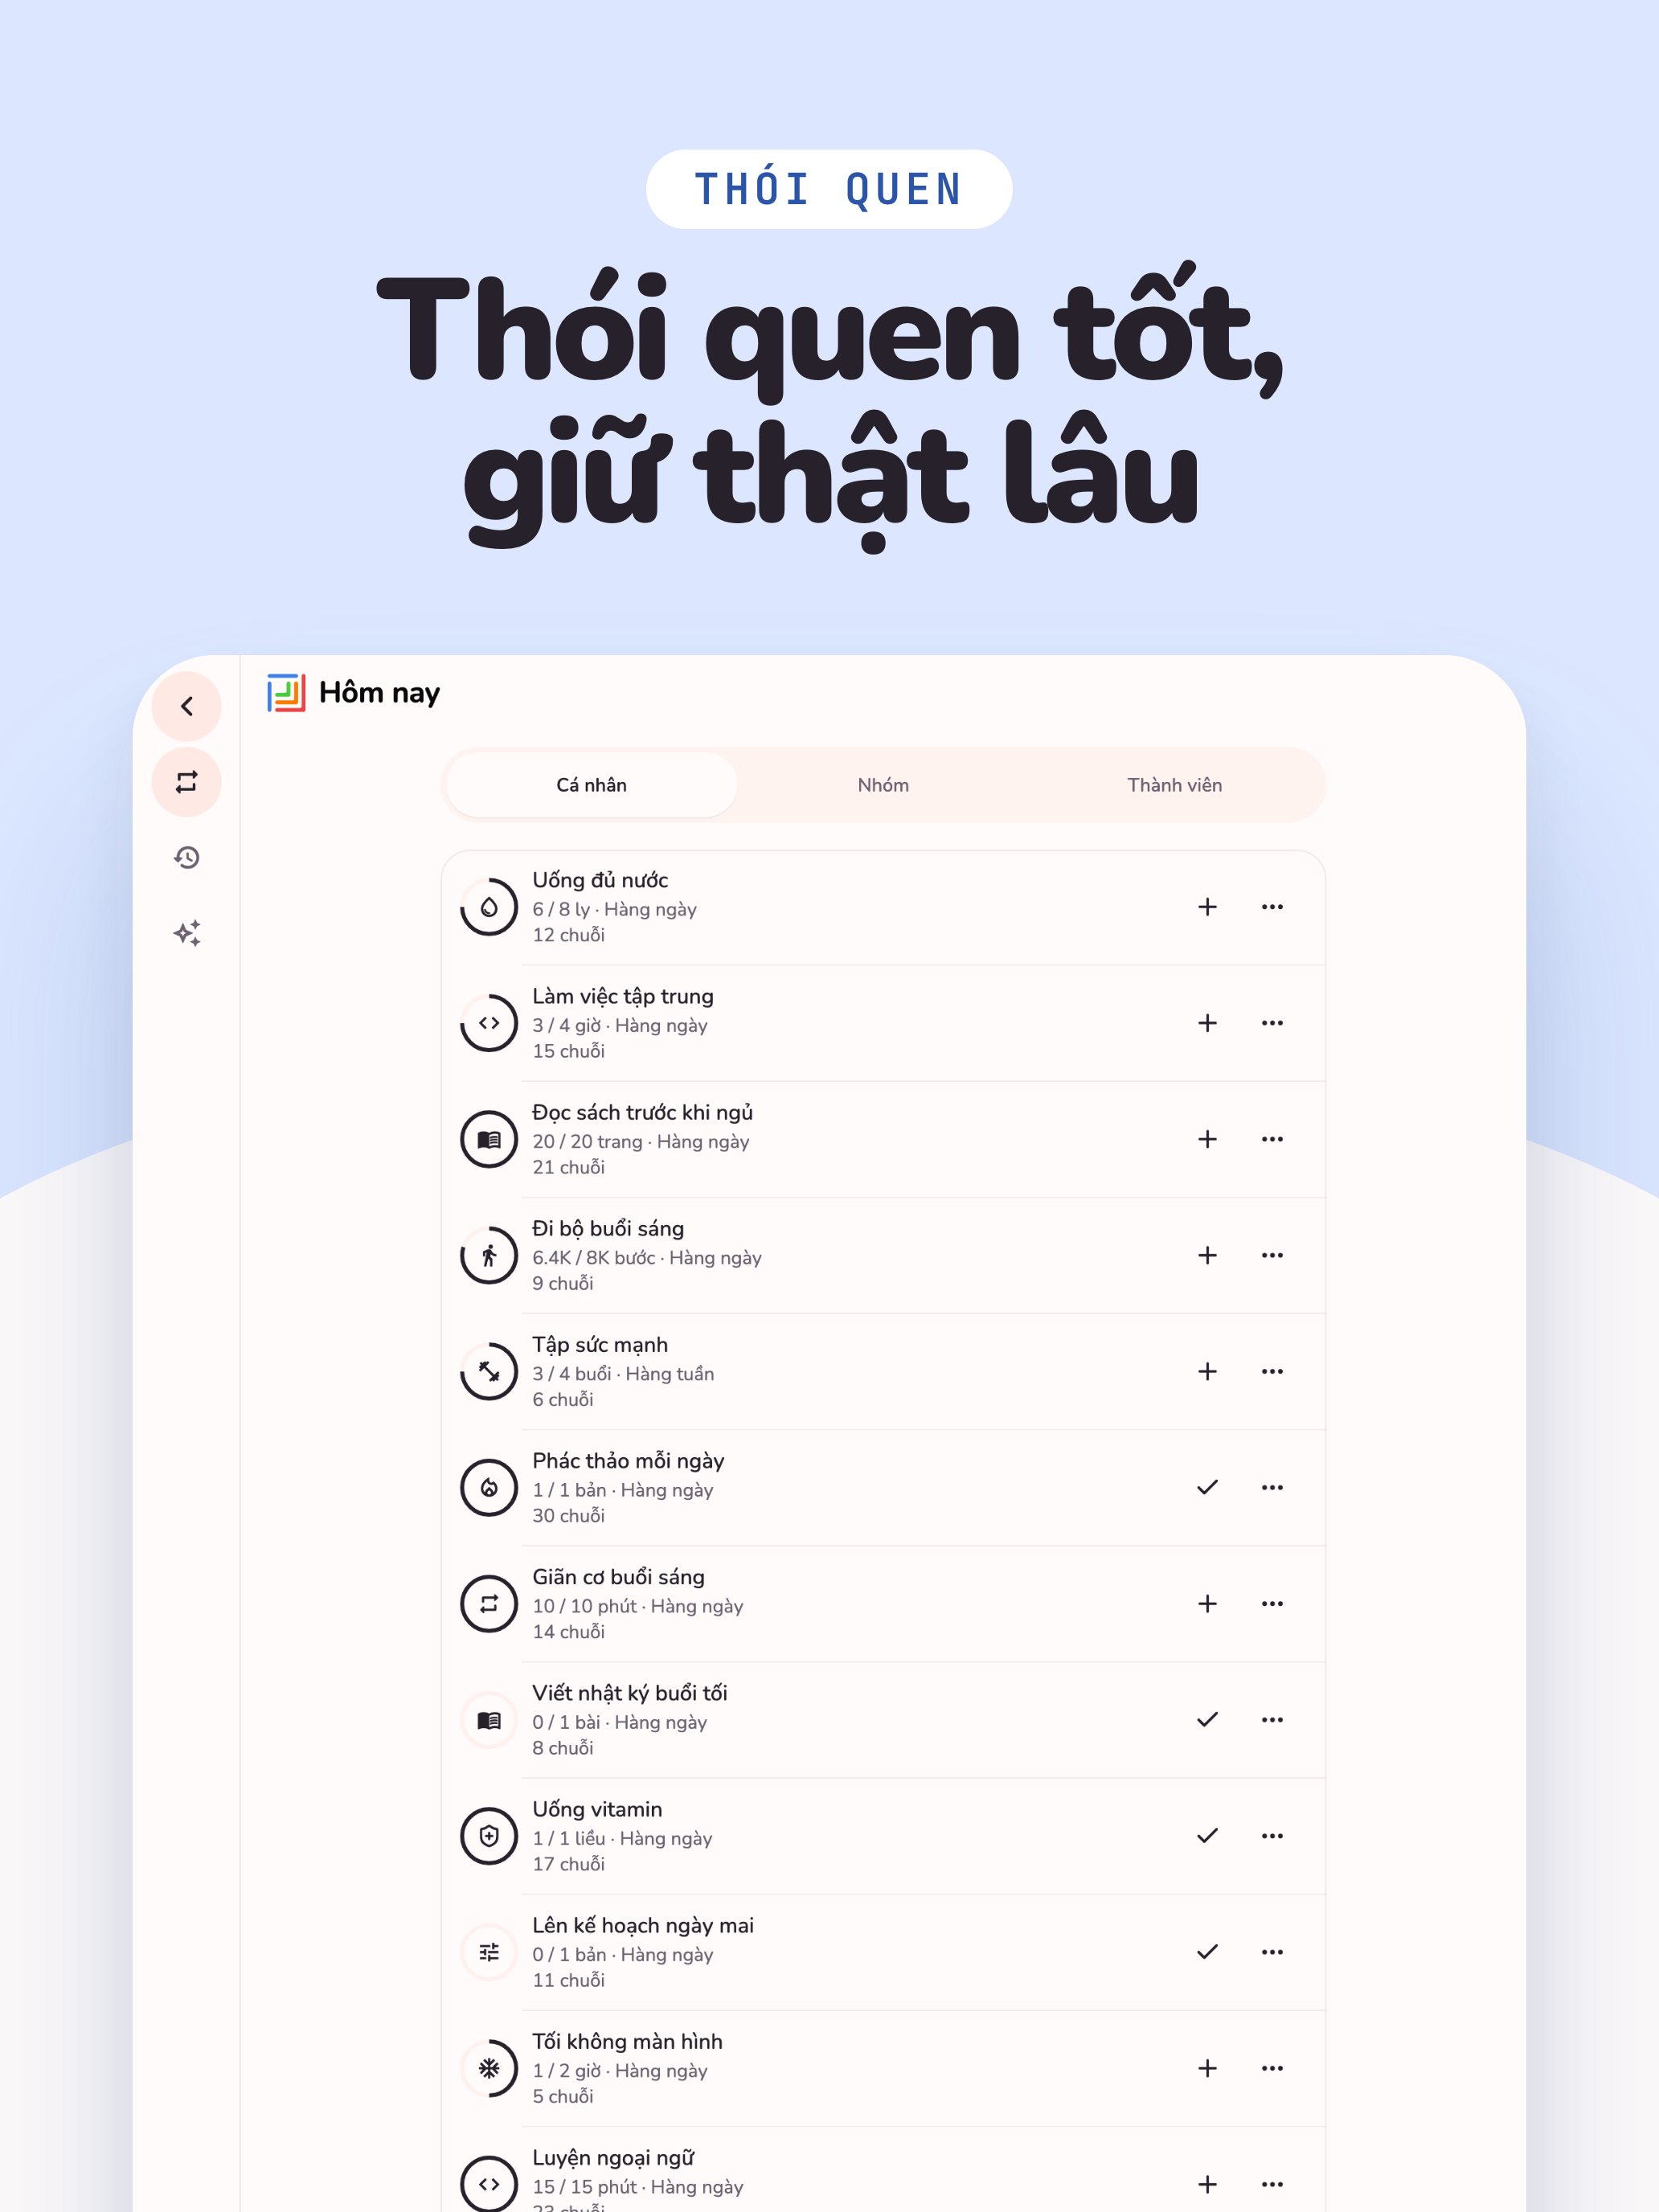 THÓI QUEN
Thói quen tốt,
giữ thật lâu
Hôm nay
Cá nhân
Nhóm
Thành viên
Uống đủ nước
6 / 8 ly · Hàng ngày
12 chuỗi
Làm việc tập trung
3 / 4 giờ · Hàng ngày
15 chuỗi
Đọc sách trước khi ngủ
20 / 20 trang · Hàng ngày
21 chuỗi
Đi bộ buổi sáng
6.4K / 8K bước · Hàng ngày
9 chuỗi
Tập sức mạnh
3 / 4 buổi · Hàng tuần
6 chuỗi
Phác thảo mỗi ngày
1 / 1 bản · Hàng ngày
30 chuỗi
Giãn cơ buổi sáng
10 / 10 phút · Hàng ngày
14 chuỗi
Viết nhật ký buổi tối
0 / 1 bài · Hàng ngày
8 chuỗi
Uống vitamin
1 / 1 liều · Hàng ngày
17 chuỗi
Lên kế hoạch ngày mai
0 / 1 bản · Hàng ngày
11 chuỗi
Tối không màn hình
1 / 2 giờ · Hàng ngày
5 chuỗi
Luyện ngoại ngữ
15 / 15 phút · Hàng ngày